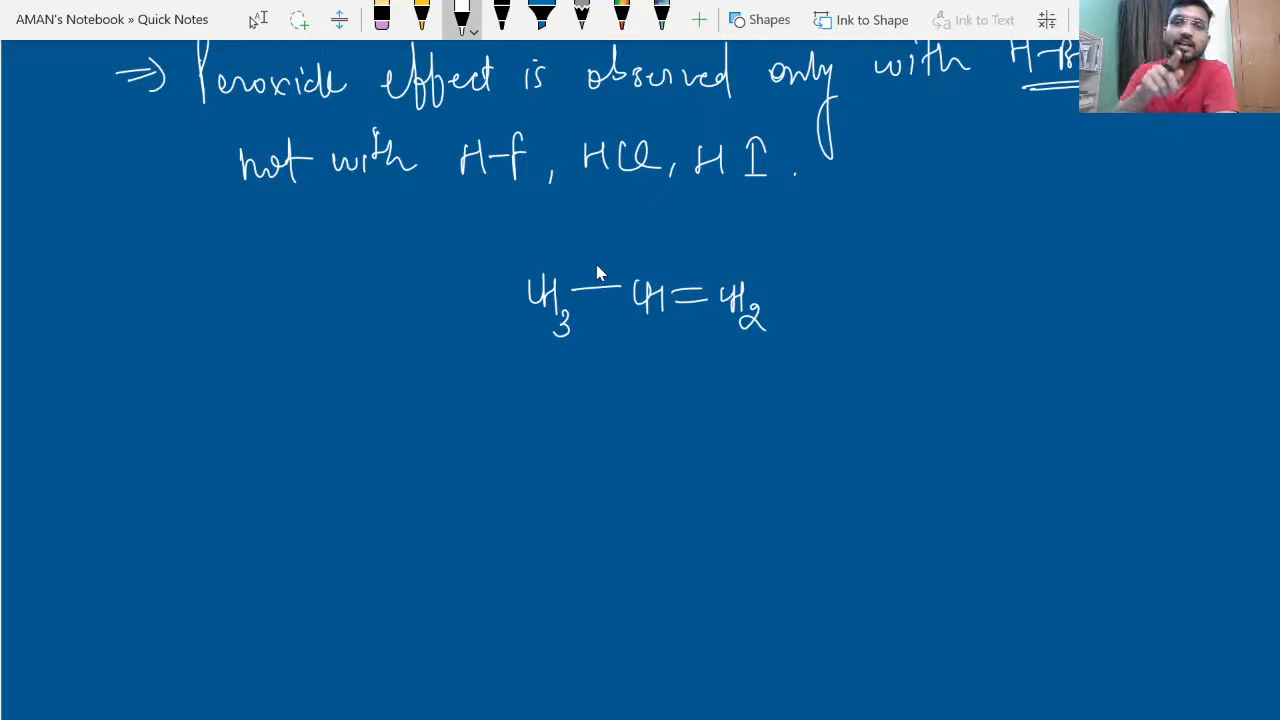 AMAN's Notebook » Quick Notes Shapes Ink to Shape Ink to Text
⇒ Peroxide effect is observed only with
not with H-F, HCl, HI.
CH3—CH=CH2